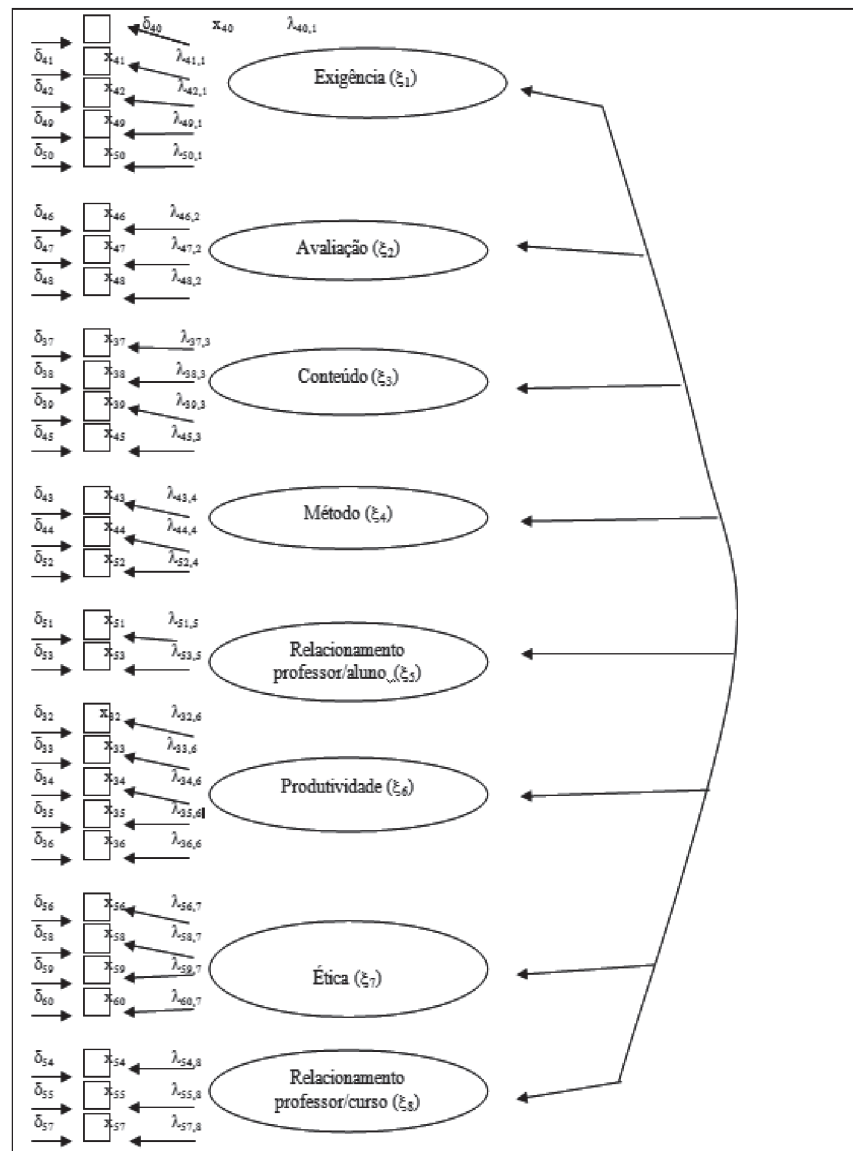 δ40 x40 λ40,1
δ41 x41 λ41,1
Exigência (ξ1)
δ42 x42 λ42,1
δ49 x49 λ49,1
δ50 x50 λ50,1
δ46 x46 λ46,2
δ47 x47 λ47,2
Avaliação (ξ2)
δ48 x48 λ48,2
δ37 x37 λ37,3
δ38 x38 λ38,3
Conteúdo (ξ3)
δ39 x39 λ39,3
δ45 x45 λ45,3
δ43 x43 λ43,4
Método (ξ4)
δ44 x44 λ44,4
δ52 x52 λ52,4
δ51 x51 λ51,5
δ53 x53 λ53,5
Relacionamento
professor/aluno (ξ5)
δ32 x32 λ32,6
δ33 x33 λ33,6
δ34 x34 λ34,6
Produtividade (ξ6)
δ35 x35 λ35,6
δ36 x36 λ36,6
δ56 x56 λ56,7
δ58 x58 λ58,7
δ59 x59 λ59,7
Ética (ξ7)
δ60 x60 λ60,7
δ54 x54 λ54,8
Relacionamento
professor/curso (ξ8)
δ55 x55 λ55,8
δ57 x57 λ57,8